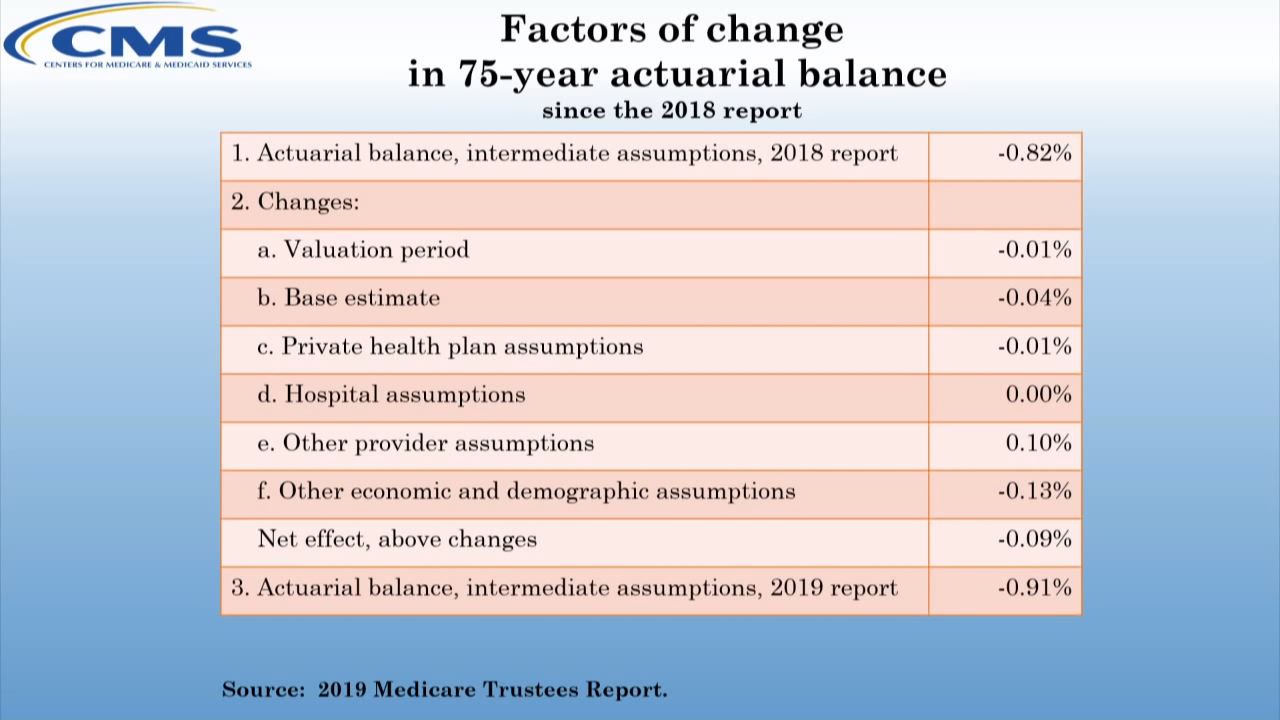 CMS
CENTERS FOR MEDICARE & MEDICAID SERVICES
Factors of change
in 75-year actuarial balance
since the 2018 report
1. Actuarial balance, intermediate assumptions, 2018 report -0.82%
2. Changes:
a. Valuation period -0.01%
b. Base estimate -0.04%
c. Private health plan assumptions -0.01%
d. Hospital assumptions 0.00%
e. Other provider assumptions 0.10%
f. Other economic and demographic assumptions -0.13%
Net effect, above changes -0.09%
3. Actuarial balance, intermediate assumptions, 2019 report -0.91%
Source: 2019 Medicare Trustees Report.